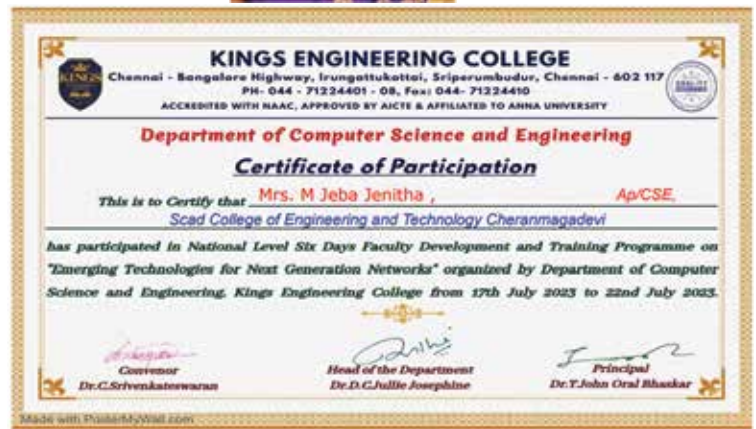 KINGS ENGINEERING COLLEGE
KINGS
Chennai - Bangalore Highway, Irungattukottai, Sriperumbudur, Chennai - 602 117
PH- 044 - 71224401 - 08, Fax: 044- 71224410
ACCREDITED WITH NAAC, APPROVED BY AICTE & AFFILIATED TO ANNA UNIVERSITY
Department of Computer Science and Engineering
Certificate of Participation
This is to Certify that Mrs. M Jeba Jenitha , Ap/CSE,
Scad College of Engineering and Technology Cheranmagadevi
has participated in National Level Six Days Faculty Development and Training Programme on
"Emerging Technologies for Next Generation Networks" organized by Department of Computer
Science and Engineering, Kings Engineering College from 17th July 2023 to 22nd July 2023.
Convenor Head of the Department Principal
Dr.C.Srivenkateswaran Dr.D.C.Jullie Josephine Dr.T.John Oral Bhaskar
Made with PosterMyWall.com